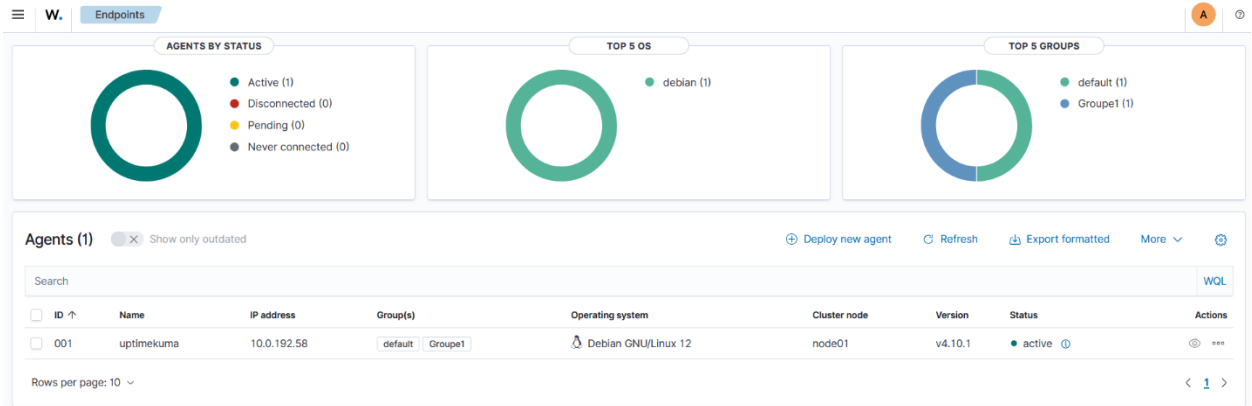 W. Endpoints A
AGENTS BY STATUS
Active (1)
Disconnected (0)
Pending (0)
Never connected (0)
TOP 5 OS
debian (1)
TOP 5 GROUPS
default (1)
Groupe1 (1)
Agents (1) Show only outdated Deploy new agent Refresh Export formatted More
Search WQL
ID Name IP address Group(s) Operating system Cluster node Version Status Actions
001 uptimekuma 10.0.192.58 default Groupe1 Debian GNU/Linux 12 node01 v4.10.1 active
Rows per page: 10 1